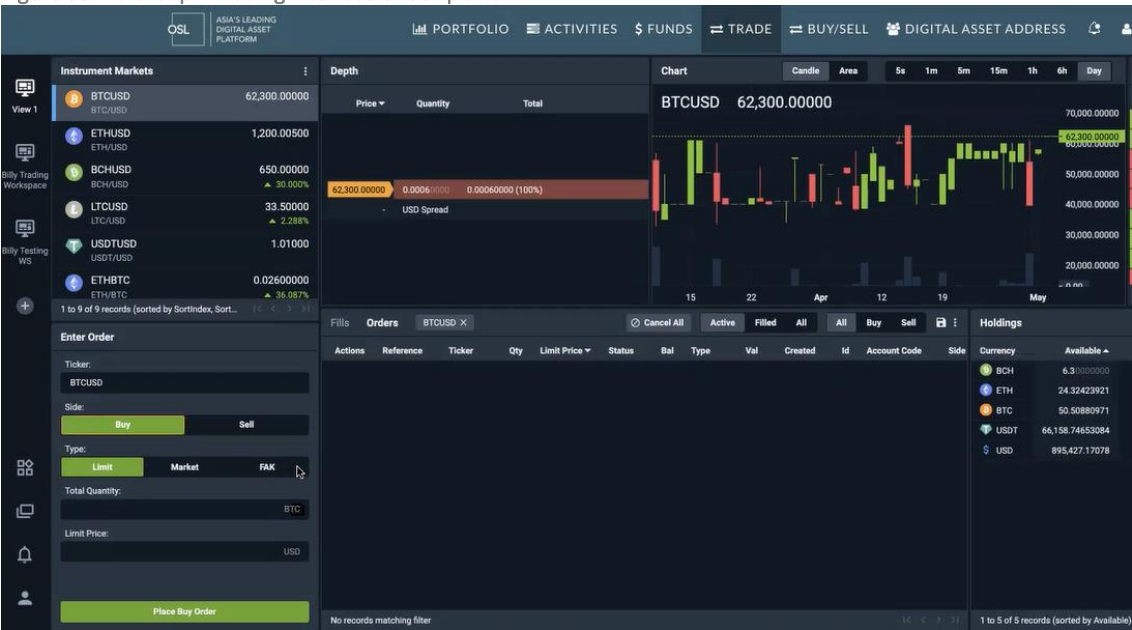 OSL
ASIA'S LEADING
DIGITAL ASSET
PLATFORM
PORTFOLIO
ACTIVITIES
$ FUNDS
TRADE
BUY/SELL
DIGITAL ASSET ADDRESS
View 1
Billy Trading
Workspace
Billy Testing
WS
Instrument Markets
BTCUSD 62,300.00000
BTC/USD
ETHUSD 1,200.00500
ETH/USD
BCHUSD 650.00000
BCH/USD ▲ 30.000%
LTCUSD 33.50000
LTC/USD ▲ 2.288%
USDTUSD 1.01000
USDT/USD
ETHBTC 0.02600000
ETH/BTC ▲ 36.087%
1 to 9 of 9 records (sorted by SortIndex, Sort...
Depth
Price Quantity Total
62,300.00000 0.00060000 0.00060000 (100%)
- USD Spread
Chart
Candle Area 5s 1m 5m 15m 1h 6h Day
BTCUSD 62,300.00000
70,000.00000
62,300.00000
60,000.00000
50,000.00000
40,000.00000
30,000.00000
20,000.00000
15 22 Apr 12 19 May
Enter Order
Ticker:
BTCUSD
Side:
Buy Sell
Type:
Limit Market FAK
Total Quantity:
BTC
Limit Price:
USD
Place Buy Order
Fills Orders BTCUSD X Cancel All Active Filled All All Buy Sell
Actions Reference Ticker Qty Limit Price Status Bal Type Val Created Id Account Code Side
No records matching filter
Holdings
Currency Available
BCH 6.30000000
ETH 24.32423921
BTC 50.50880971
USDT 66,158.74653084
$ USD 895,427.17078
1 to 5 of 5 records (sorted by Available)